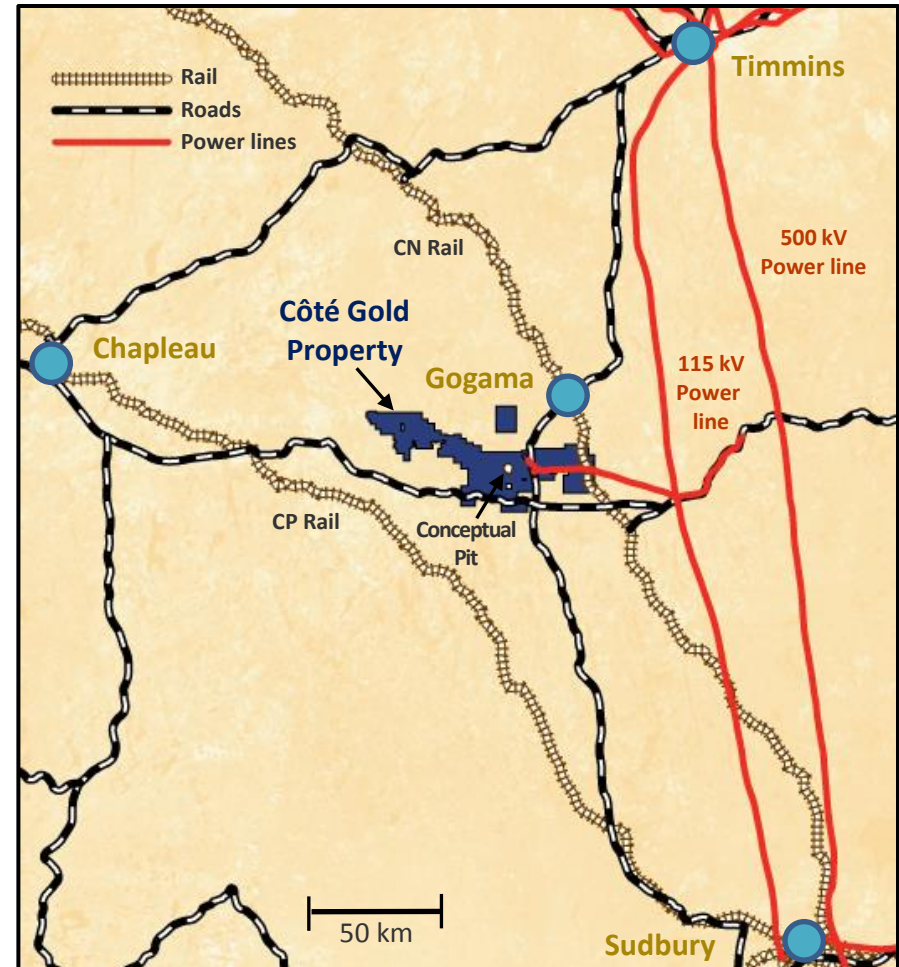 Rail
Roads
Power lines
Timmins
CN Rail
500 kV
Power line
Côté Gold
Property
Chapleau
Gogama
115 kV
Power
line
CP Rail
Conceptual
Pit
50 km
Sudbury